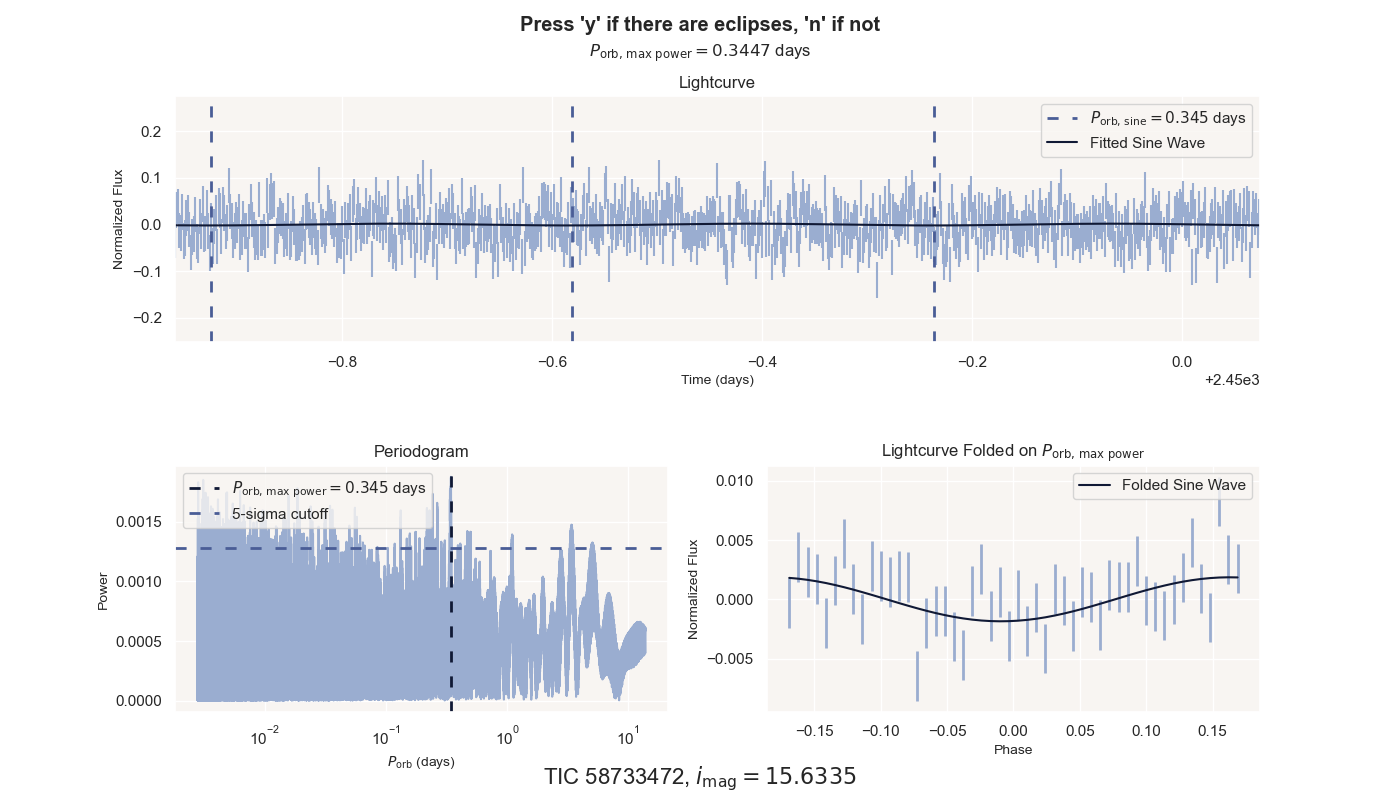 Press 'y' if there are eclipses, 'n' if not
P_orb, max power = 0.3447 days
Lightcurve
Normalized Flux
0.2
0.1
0.0
−0.1
−0.2
P_orb, sine = 0.345 days
Fitted Sine Wave
−0.8
−0.6
−0.4
−0.2
0.0
Time (days)
+2.45e3
Periodogram
Power
0.0015
0.0010
0.0005
0.0000
P_orb, max power = 0.345 days
5-sigma cutoff
10^−2
10^−1
10^0
10^1
P_orb (days)
Lightcurve Folded on P_orb, max power
Normalized Flux
0.010
0.005
0.000
−0.005
Folded Sine Wave
−0.15
−0.10
−0.05
0.00
0.05
0.10
0.15
Phase
TIC 58733472, i_mag = 15.6335